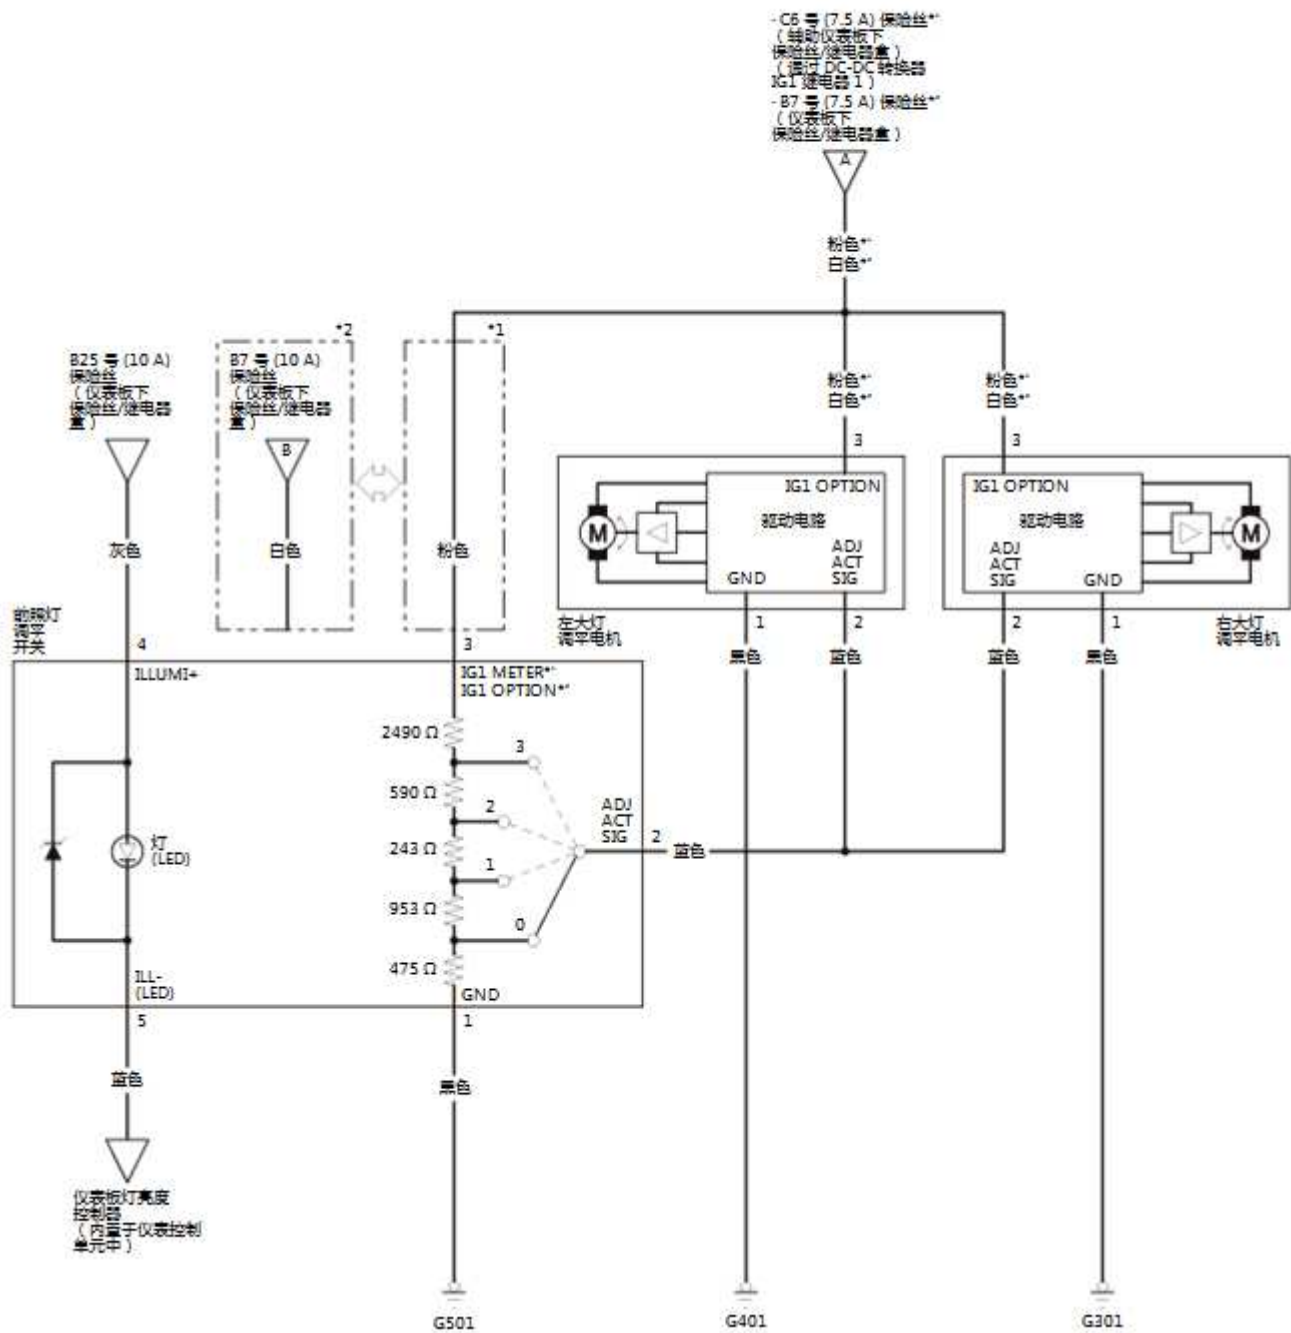 - C6 号 (7.5 A) 保险丝*
（辅助仪表板下
保险丝/继电器盒）
（通过 DC-DC 转换器
IG1 继电器 1）
- B7 号 (7.5 A) 保险丝*
（仪表板下
保险丝/继电器盒）
A
粉色*
白色*
*2
*1
B25 号 (10 A)
保险丝
（仪表板下
保险丝/继电器
盒）
B7 号 (10 A)
保险丝
（仪表板下
保险丝/继电器
盒）
B
粉色*
白色*
粉色*
白色*
3
3
灰色
白色
粉色
IG1 OPTION
驱动电路
M
ADJ
ACT
SIG
GND
IG1 OPTION
驱动电路
M
ADJ
ACT
SIG
GND
左大灯
调平电机
1
2
右大灯
调平电机
2
1
黑色
蓝色
蓝色
黑色
前照灯
调平
开关
4
3
ILLUMI+
IG1 METER*
IG1 OPTION*
2490 Ω
3
590 Ω
2
243 Ω
1
953 Ω
0
475 Ω
灯
(LED)
ADJ
ACT
SIG
2
蓝色
ILL-
(LED)
GND
5
1
蓝色
黑色
仪表板灯亮度
控制器
（内置于仪表控制
单元中）
G501
G401
G301